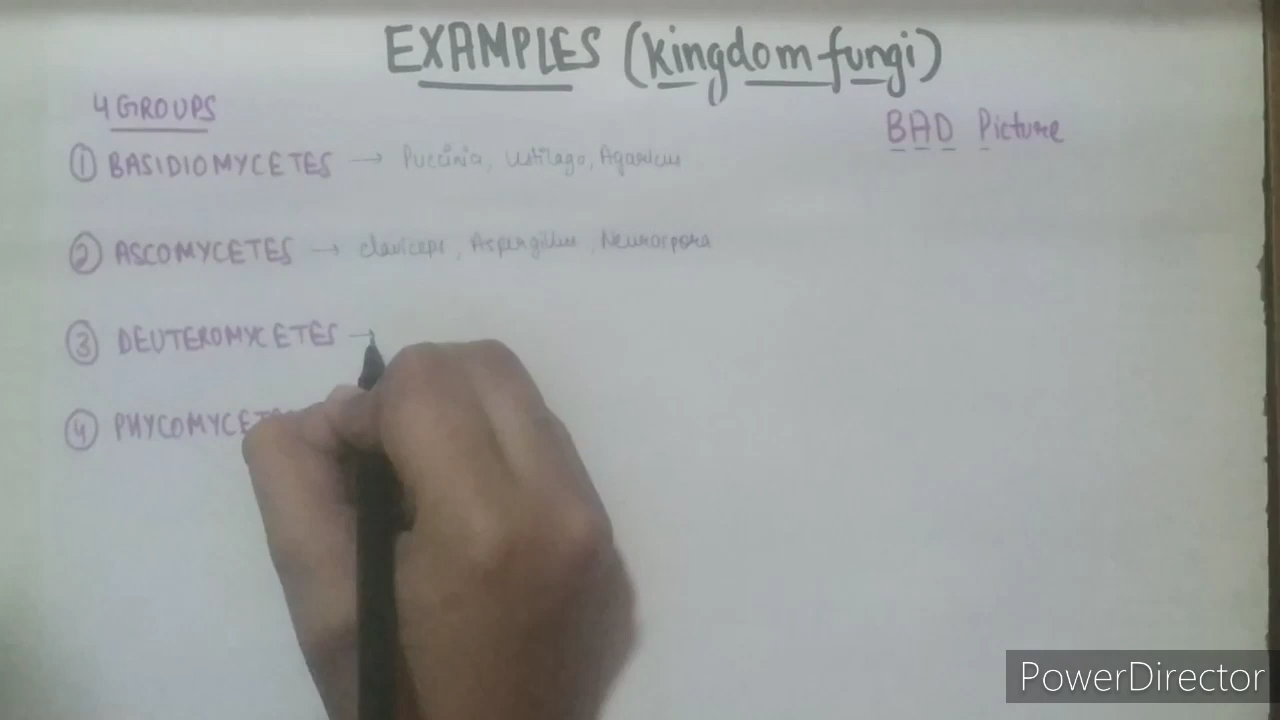 EXAMPLES (kingdom fungi)
4 GROUPS
BAD Picture
① BASIDIOMYCETES → Puccinia, Ustilago, Agaricus
② ASCOMYCETES → claviceps, Aspergillus, Neurospora
③ DEUTEROMYCETES →
④ PHYCOMYCET
PowerDirector